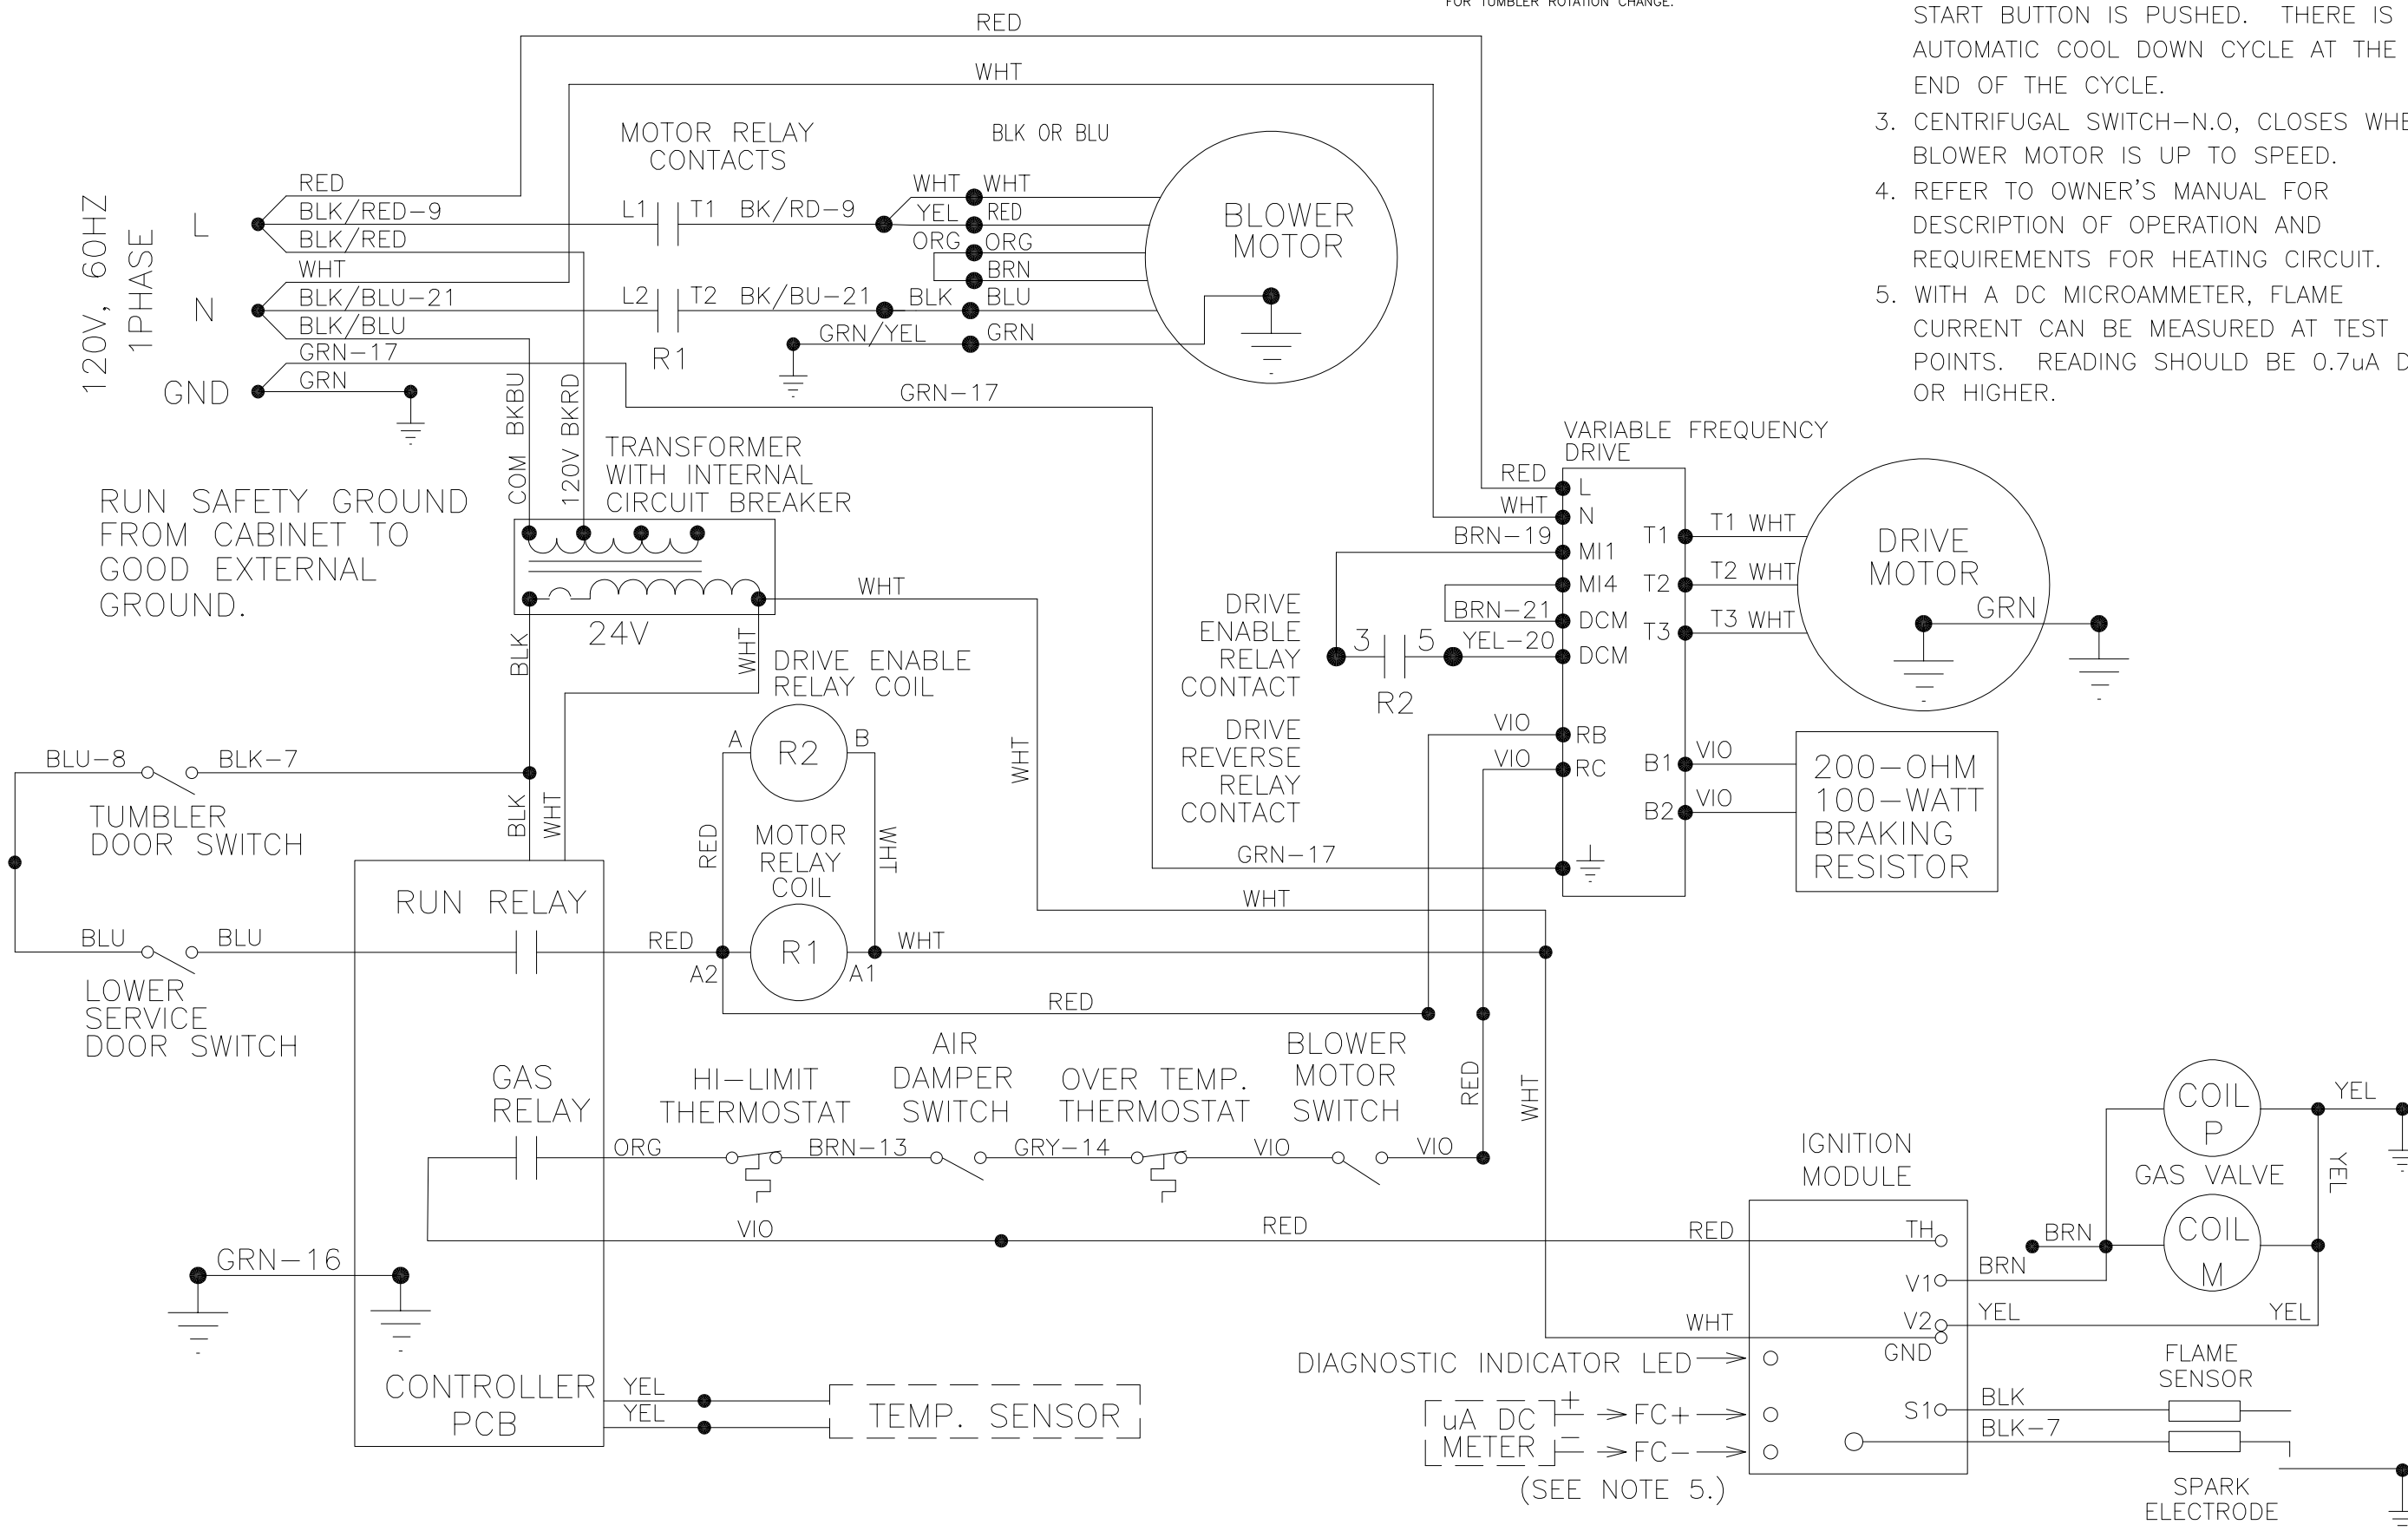 FOR TUMBLER ROTATION CHANGE.
START BUTTON IS PUSHED. THERE IS
AUTOMATIC COOL DOWN CYCLE AT THE
END OF THE CYCLE.
3. CENTRIFUGAL SWITCH-N.O, CLOSES WHE
BLOWER MOTOR IS UP TO SPEED.
4. REFER TO OWNER'S MANUAL FOR
DESCRIPTION OF OPERATION AND
REQUIREMENTS FOR HEATING CIRCUIT.
5. WITH A DC MICROAMMETER, FLAME
CURRENT CAN BE MEASURED AT TEST
POINTS. READING SHOULD BE 0.7uA D
OR HIGHER.
RED
WHT
MOTOR RELAY
CONTACTS
BLK OR BLU
120V, 60HZ
1PHASE
L
RED
BLK/RED-9
BLK/RED
L1
T1
BK/RD-9
WHT
WHT
YEL
RED
ORG
ORG
BRN
BLOWER
MOTOR
N
WHT
BLK/BLU-21
BLK/BLU
L2
T2
BK/BU-21
BLK
BLU
R1
GRN/YEL
GRN
GND
GRN-17
GRN
GRN-17
COM BKBU
120V BKRD
TRANSFORMER
WITH INTERNAL
CIRCUIT BREAKER
RUN SAFETY GROUND
FROM CABINET TO
GOOD EXTERNAL
GROUND.
24V
WHT
BLK
WHT
VARIABLE FREQUENCY
DRIVE
RED
L
WHT
N
BRN-19
MI1
MI4
BRN-21
DCM
YEL-20
DCM
T1
T1 WHT
T2
T2 WHT
T3
T3 WHT
DRIVE
MOTOR
GRN
DRIVE
ENABLE
RELAY
CONTACT
3
5
R2
DRIVE
REVERSE
RELAY
CONTACT
VIO
RB
VIO
RC
B1
VIO
B2
VIO
200-OHM
100-WATT
BRAKING
RESISTOR
GRN-17
DRIVE ENABLE
RELAY COIL
A
R2
B
WHT
BLU-8
BLK-7
TUMBLER
DOOR SWITCH
BLK
WHT
RED
MOTOR
RELAY
COIL
WHT
WHT
RUN RELAY
BLU
BLU
RED
A2
R1
A1
WHT
LOWER
SERVICE
DOOR SWITCH
RED
GAS
RELAY
HI-LIMIT
THERMOSTAT
AIR
DAMPER
SWITCH
OVER TEMP.
THERMOSTAT
BLOWER
MOTOR
SWITCH
RED
WHT
ORG
BRN-13
GRY-14
VIO
VIO
VIO
RED
RED
IGNITION
MODULE
TH
V1
BRN
V2
YEL
YEL
WHT
GND
COIL
P
YEL
GAS VALVE
YEL
BRN
COIL
M
GRN-16
CONTROLLER
PCB
YEL
YEL
TEMP. SENSOR
DIAGNOSTIC INDICATOR LED
uA DC
METER
+
FC+
−
FC-
(SEE NOTE 5.)
S1
BLK
BLK-7
FLAME
SENSOR
SPARK
ELECTRODE